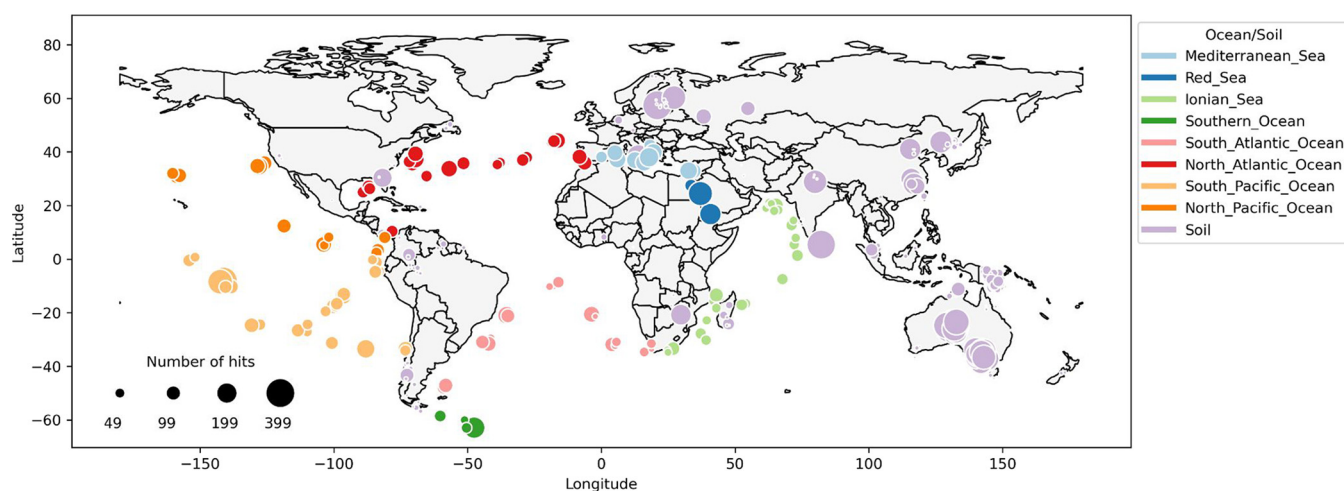 80
60
40
20
0
−20
−40
−60
Latitude
−150
−100
−50
0
50
100
150
Longitude
Number of hits
49
99
199
399
Ocean/Soil
Mediterranean_Sea
Red_Sea
Ionian_Sea
Southern_Ocean
South_Atlantic_Ocean
North_Atlantic_Ocean
South_Pacific_Ocean
North_Pacific_Ocean
Soil